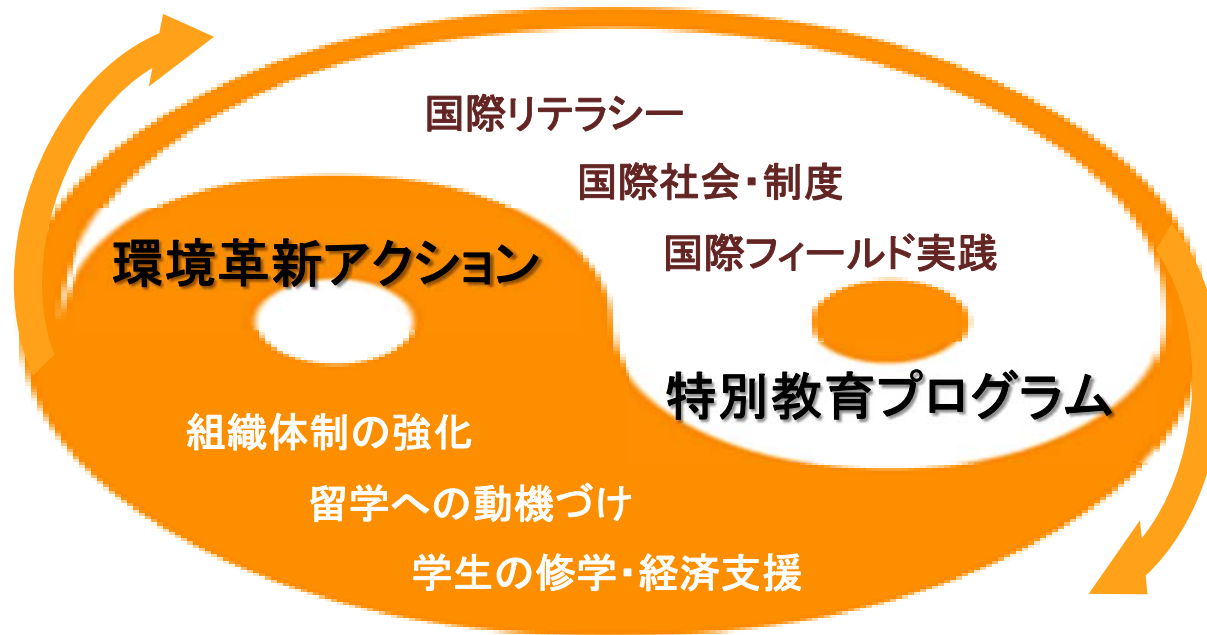 国際リテラシー
国際社会・制度
国際フィールド実践
環境革新アクション
特別教育プログラム
組織体制の強化
留学への動機づけ
学生の修学・経済支援